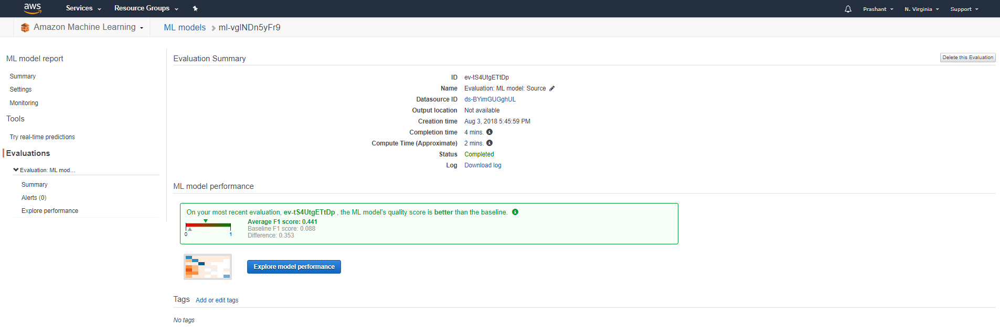 aws Services Resource Groups Prashant N. Virginia Support
Amazon Machine Learning ML models ml-vglNDn5yFr9
ML model report
Summary
Settings
Monitoring
Tools
Try real-time predictions
Evaluations
Evaluation: ML mod...
Summary
Alerts (0)
Explore performance
Evaluation Summary Delete this Evaluation
ID ev-tS4UtgETtDp
Name Evaluation: ML model: Source
Datasource ID ds-BYimGUGghUL
Output location Not available
Creation time Aug 3, 2018 5:45:59 PM
Completion time 4 mins.
Compute Time (Approximate) 2 mins.
Status Completed
Log Download log
ML model performance
On your most recent evaluation, ev-tS4UtgETtDp , the ML model's quality score is better than the baseline.
Average F1 score: 0.441
Baseline F1 score: 0.088
Difference: 0.353
0 1
Explore model performance
Tags Add or edit tags
No tags